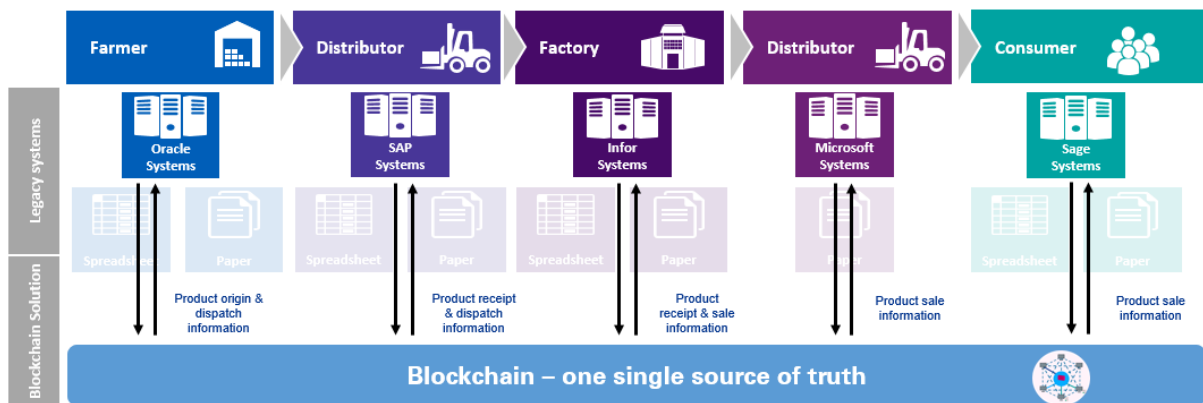 Farmer
Distributor
Factory
Distributor
Consumer
Legacy systems
Oracle
Systems
SAP
Systems
Infor
Systems
Microsoft
Systems
Sage
Systems
Spreadsheet
Paper
Spreadsheet
Paper
Spreadsheet
Paper
Paper
Spreadsheet
Paper
Blockchain Solution
Product origin &
dispatch
information
Product receipt
& dispatch
information
Product
receipt & sale
information
Product sale
information
Product sale
information
Blockchain – one single source of truth